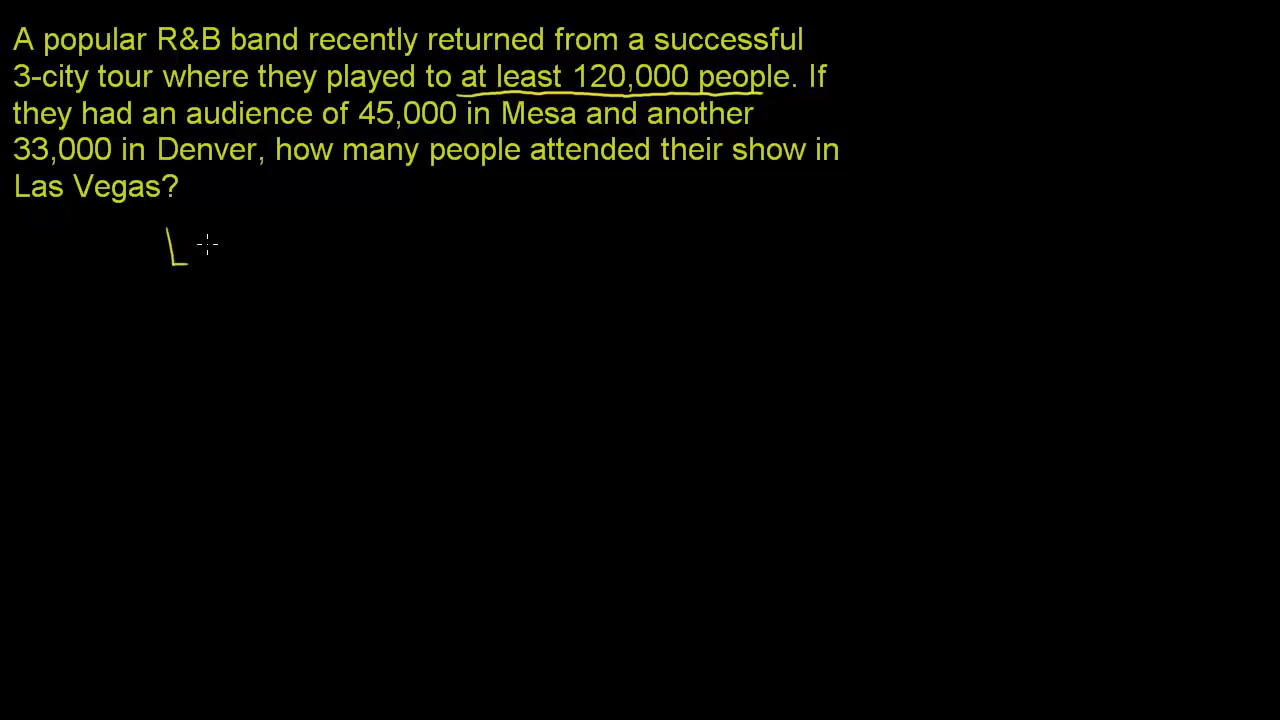 A popular R&B band recently returned from a successful
3-city tour where they played to at least 120,000 people. If
they had an audience of 45,000 in Mesa and another
33,000 in Denver, how many people attended their show in
Las Vegas?
L